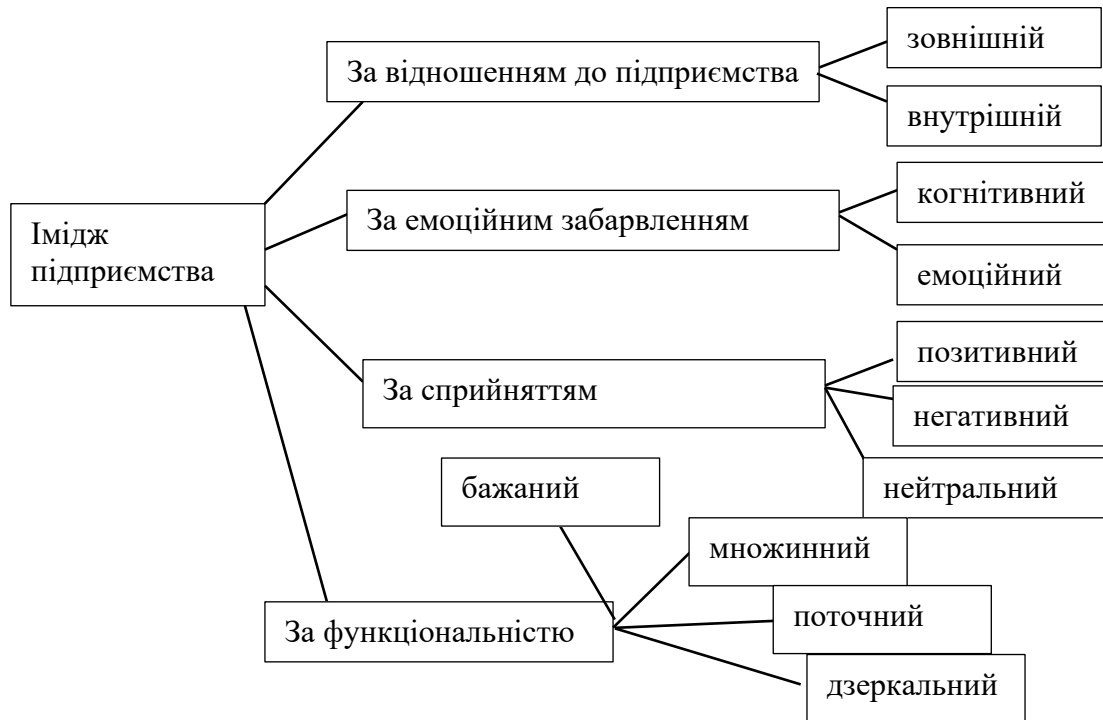 зовнішній
За відношенням до підприємства
внутрішній
когнітивний
За емоційним забарвленням
Імідж
підприємства
емоційний
позитивний
За сприйняттям
негативний
бажаний
нейтральний
множинний
поточний
За функціональністю
дзеркальний